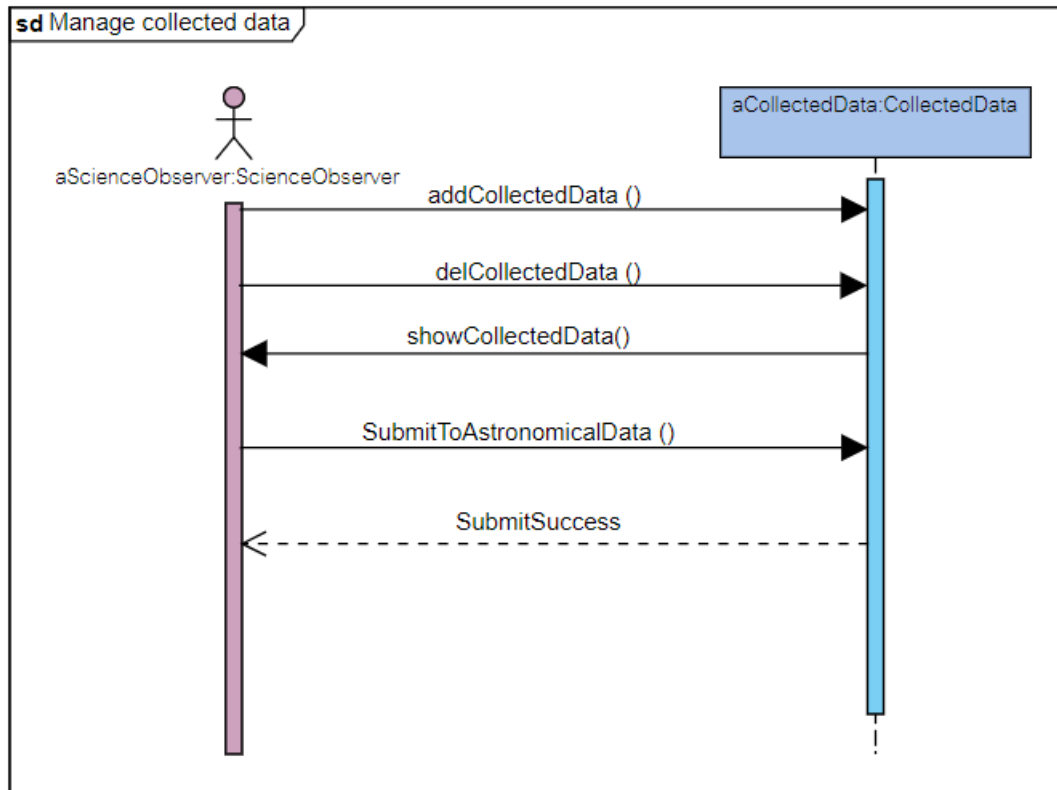 sd Manage collected data
aScienceObserver:ScienceObserver
aCollectedData:CollectedData
addCollectedData ()
delCollectedData ()
showCollectedData()
SubmitToAstronomicalData ()
SubmitSuccess